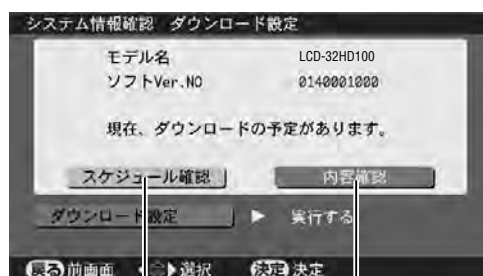 システム情報確認 ダウンロード設定
モデル名 LCD-32HD100
ソフトVer.NO 0140001000
現在、ダウンロードの予定があります。
スケジュール確認 内容確認
ダウンロード設定 ▶ 実行する
戻る 前画面 選択 決定 決定